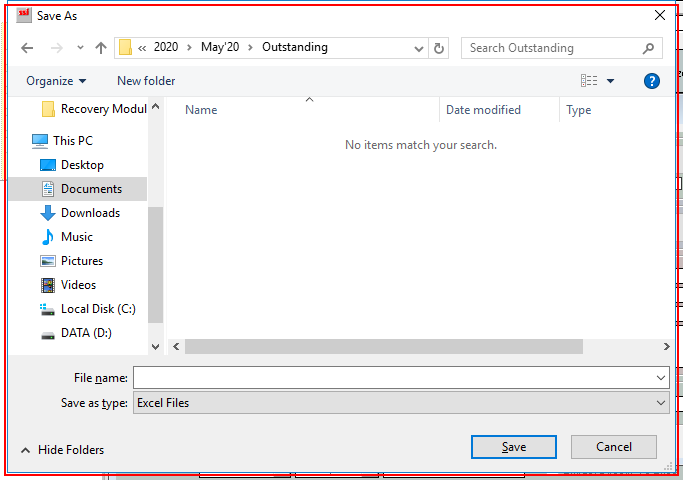 Save As
« 2020 > May'20 > Outstanding
Search Outstanding
Organize
New folder
?
Name
Date modified
Type
No items match your search.
Recovery Modul
This PC
Desktop
Documents
Downloads
Music
Pictures
Videos
Local Disk (C:)
DATA (D:)
File name:
Save as type:
Excel Files
Hide Folders
Save
Cancel